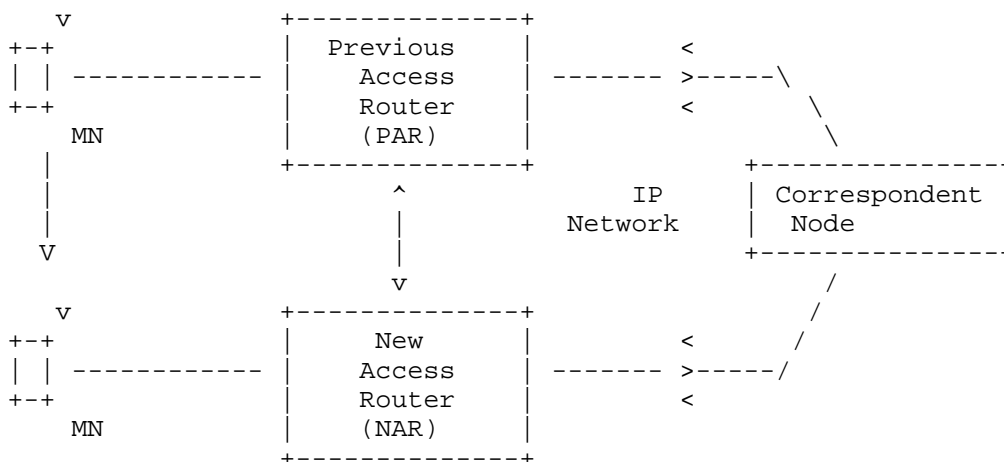 v
Previous
Access
Router
(PAR)
MN
V
IP
Network
Correspondent
Node
v
v
New
Access
Router
(NAR)
MN